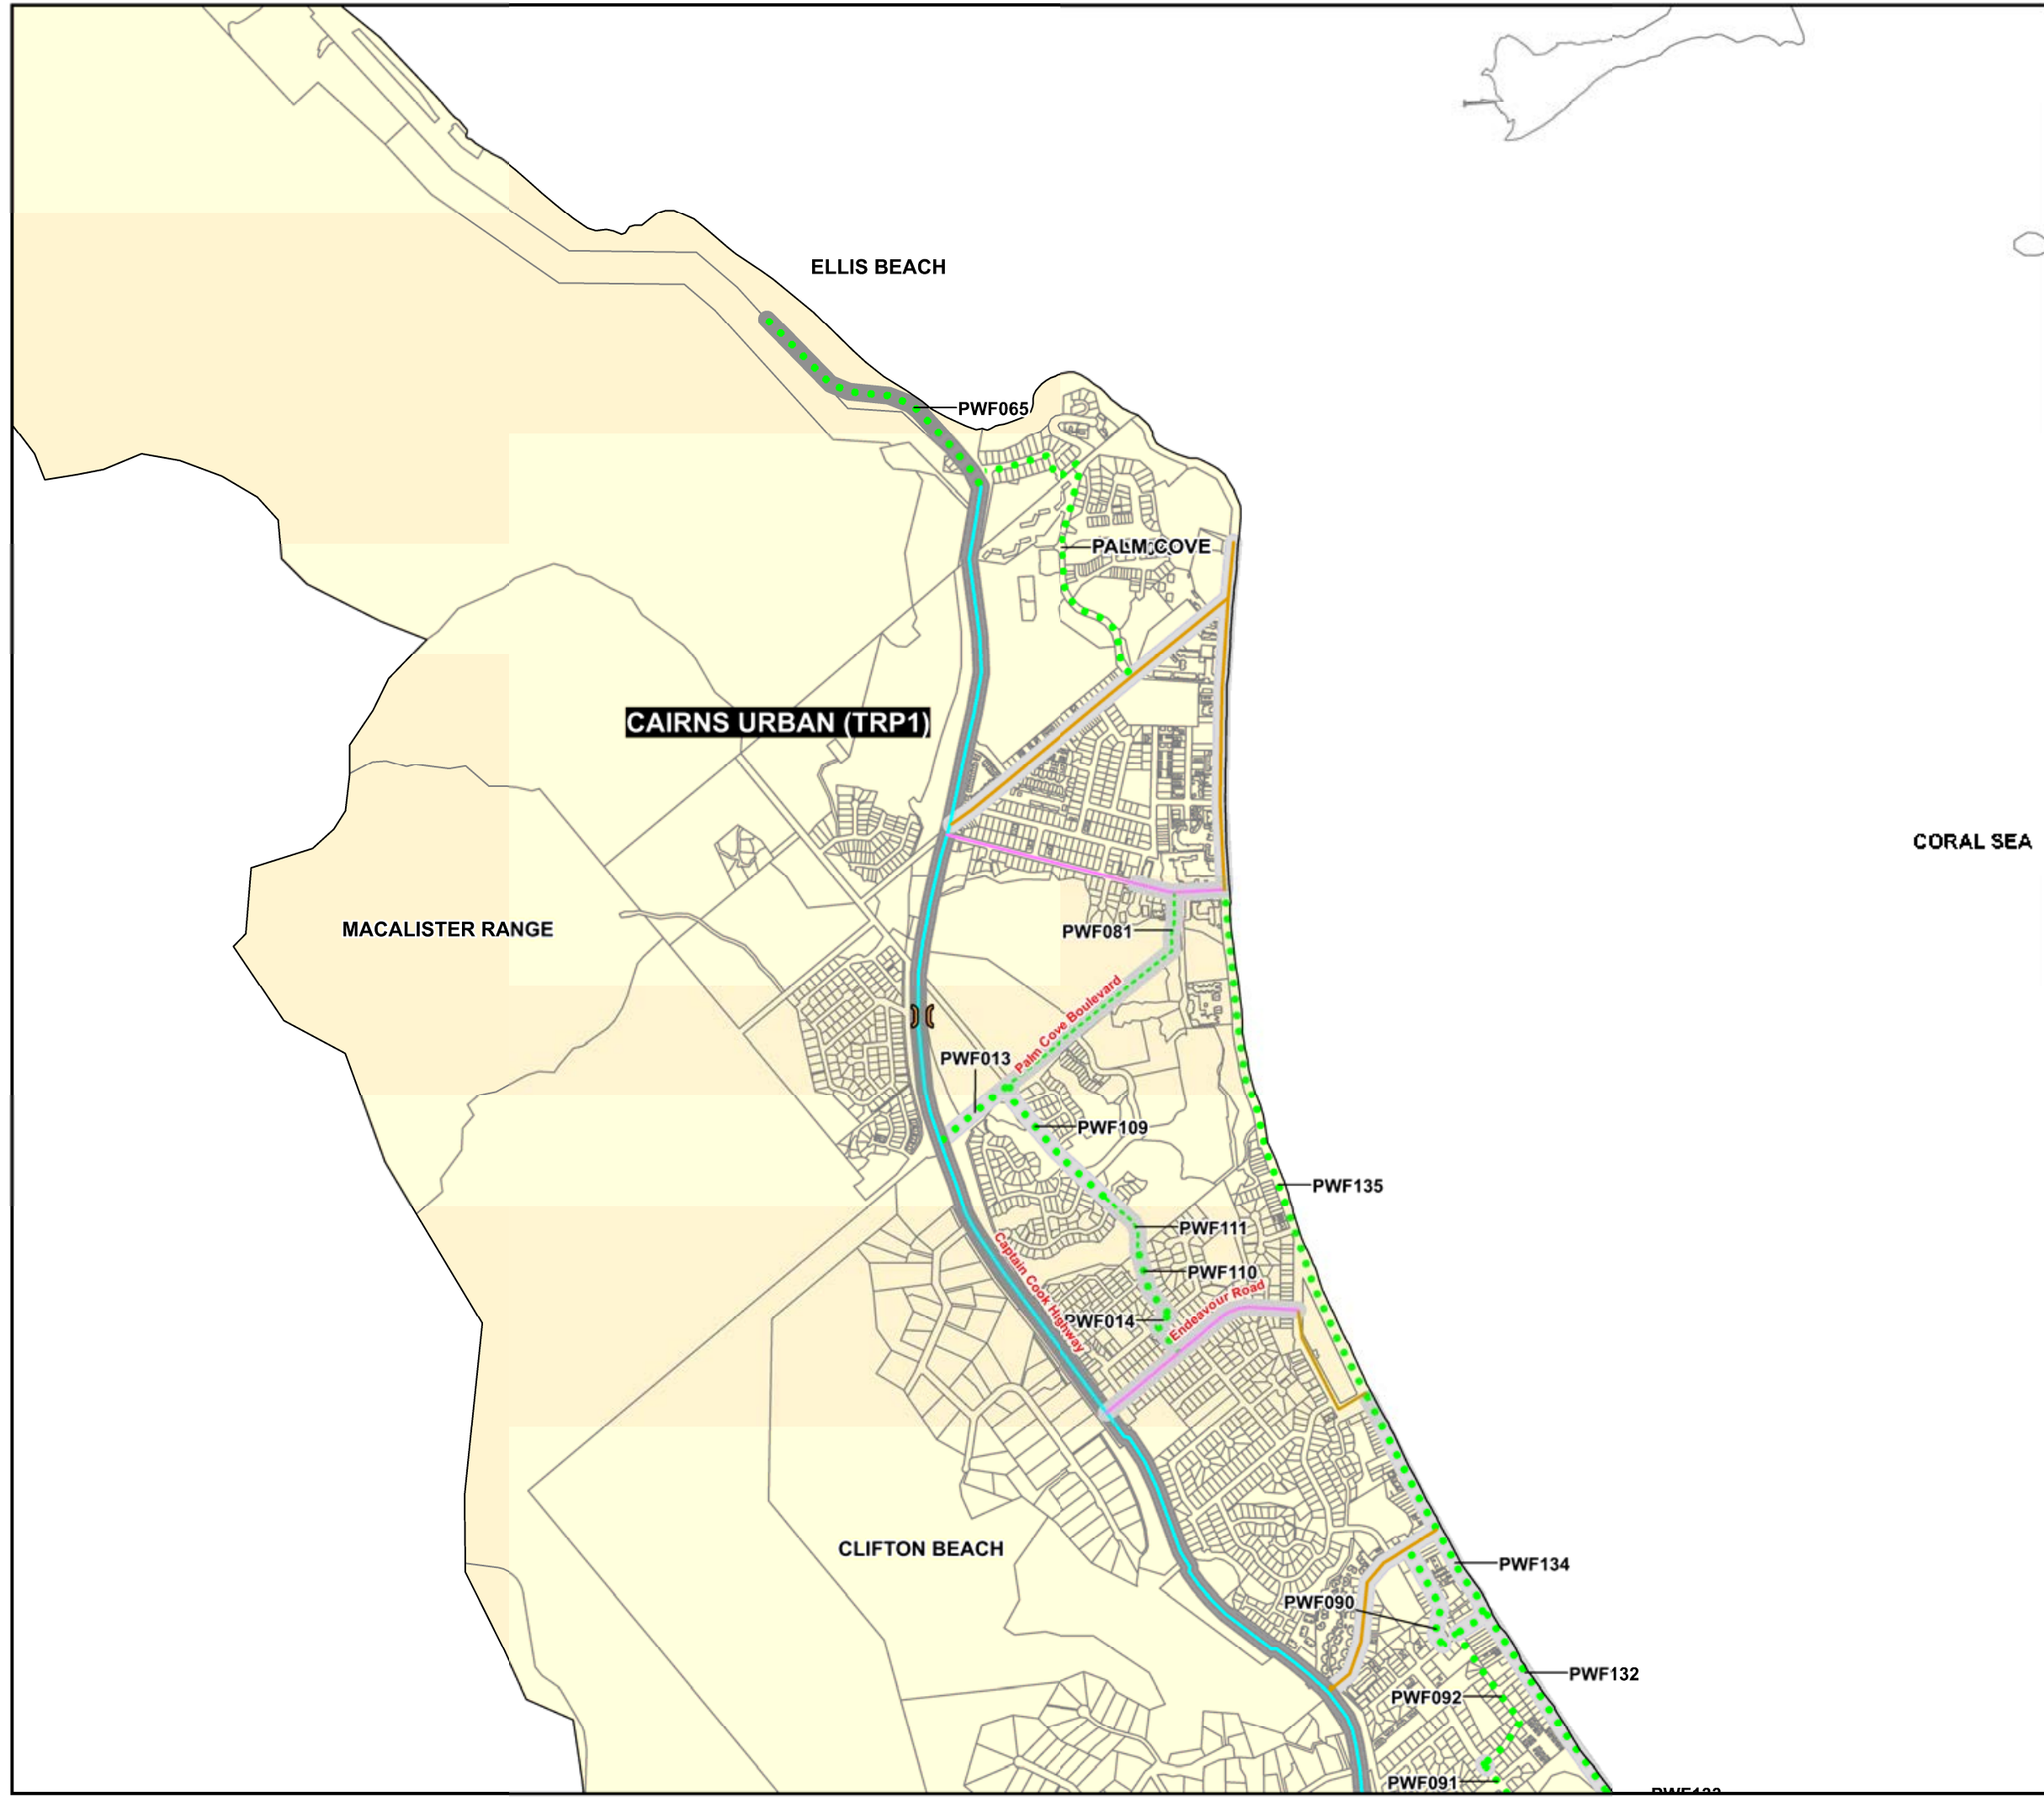 ELLIS BEACH
PWF065
PALM COVE
CAIRNS URBAN (TRP1)
CORAL SEA
MACALISTER RANGE
PWF081
Palm Cove Boulevard
PWF013
PWF109
PWF135
PWF111
Captain Cook Highway
PWF110
Endeavour Road
PWF014
CLIFTON BEACH
PWF134
PWF090
PWF132
PWF092
PWF091